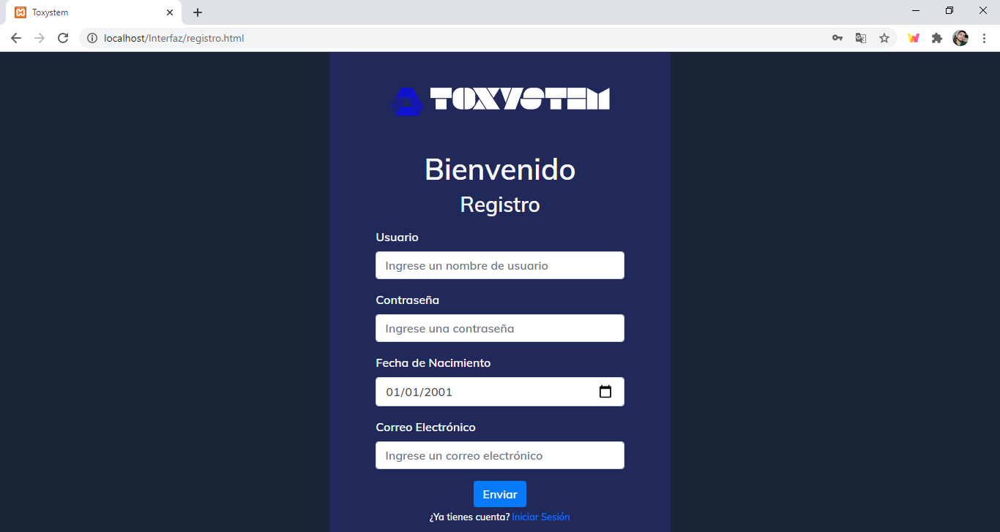 Toxystem
localhost/Interfaz/registro.html
TOXYSTEM
Bienvenido
Registro
Usuario
Ingrese un nombre de usuario
Contraseña
Ingrese una contraseña
Fecha de Nacimiento
01/01/2001
Correo Electrónico
Ingrese un correo electrónico
Enviar
¿Ya tienes cuenta? Iniciar Sesión